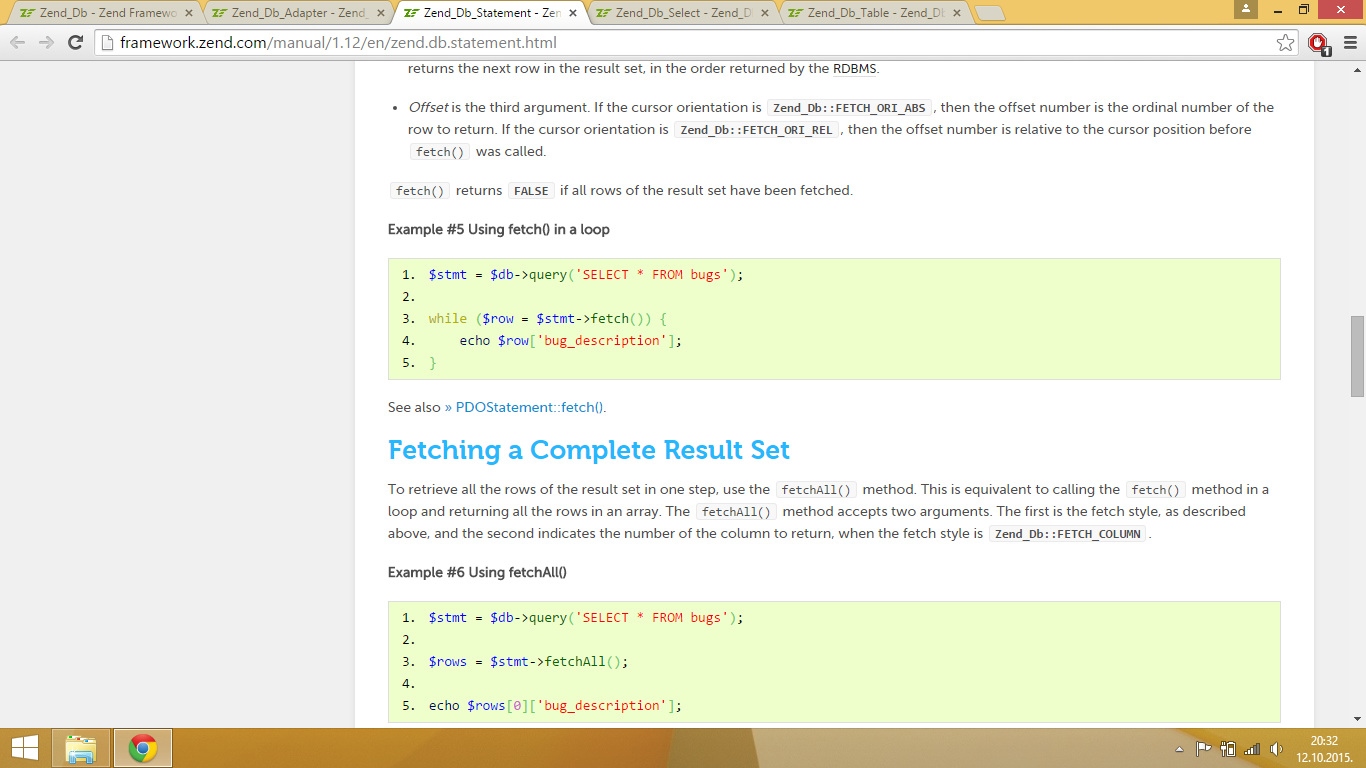 Zend_Db - Zend Framewo
Zend_Db_Adapter - Zend_
Zend_Db_Statement - Zen
Zend_Db_Select - Zend_D
Zend_Db_Table - Zend_Db
framework.zend.com/manual/1.12/en/zend.db.statement.html
1
returns the next row in the result set, in the order returned by the RDBMS.
• Offset is the third argument. If the cursor orientation is Zend_Db::FETCH_ORI_ABS , then the offset number is the ordinal number of the
row to return. If the cursor orientation is Zend_Db::FETCH_ORI_REL , then the offset number is relative to the cursor position before
fetch() was called.
fetch() returns FALSE if all rows of the result set have been fetched.
Example #5 Using fetch() in a loop
1. $stmt = $db->query('SELECT * FROM bugs');
2.
3. while ($row = $stmt->fetch()) {
4. echo $row['bug_description'];
5. }
See also » PDOStatement::fetch().
Fetching a Complete Result Set
To retrieve all the rows of the result set in one step, use the fetchAll() method. This is equivalent to calling the fetch() method in a
loop and returning all the rows in an array. The fetchAll() method accepts two arguments. The first is the fetch style, as described
above, and the second indicates the number of the column to return, when the fetch style is Zend_Db::FETCH_COLUMN .
Example #6 Using fetchAll()
1. $stmt = $db->query('SELECT * FROM bugs');
2.
3. $rows = $stmt->fetchAll();
4.
5. echo $rows[0]['bug_description'];
20:32
12.10.2015.